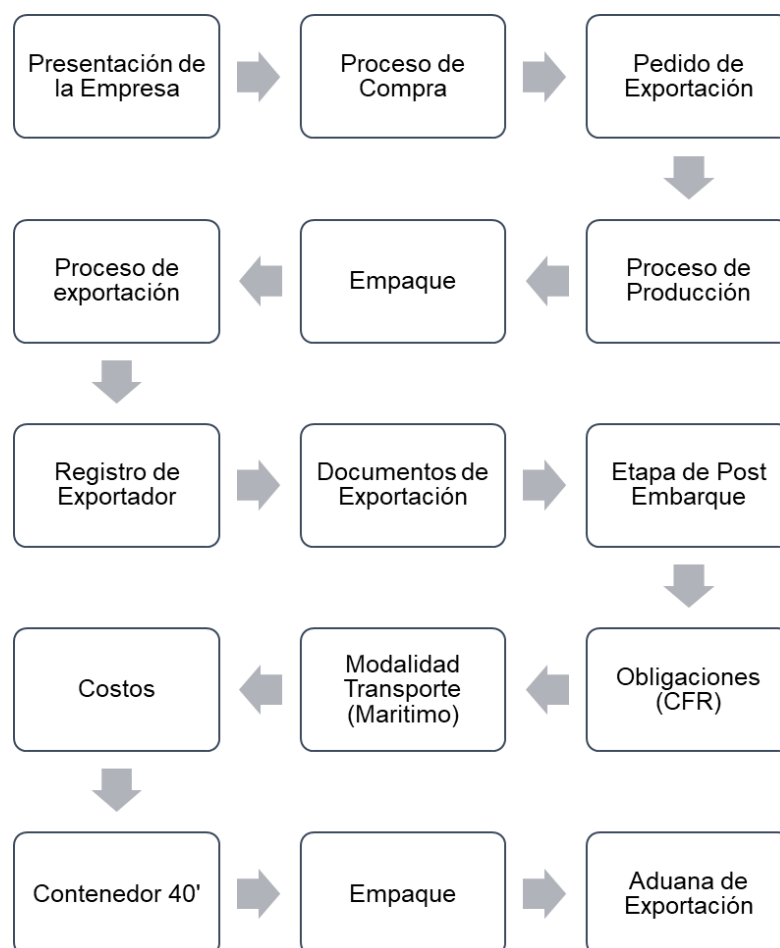 Presentación de
la Empresa
Proceso de
Compra
Pedido de
Exportación
Proceso de
exportación
Empaque
Proceso de
Producción
Registro de
Exportador
Documentos de
Exportación
Etapa de Post
Embarque
Costos
Modalidad
Transporte
(Maritimo)
Obligaciones
(CFR)
Contenedor 40'
Empaque
Aduana de
Exportación